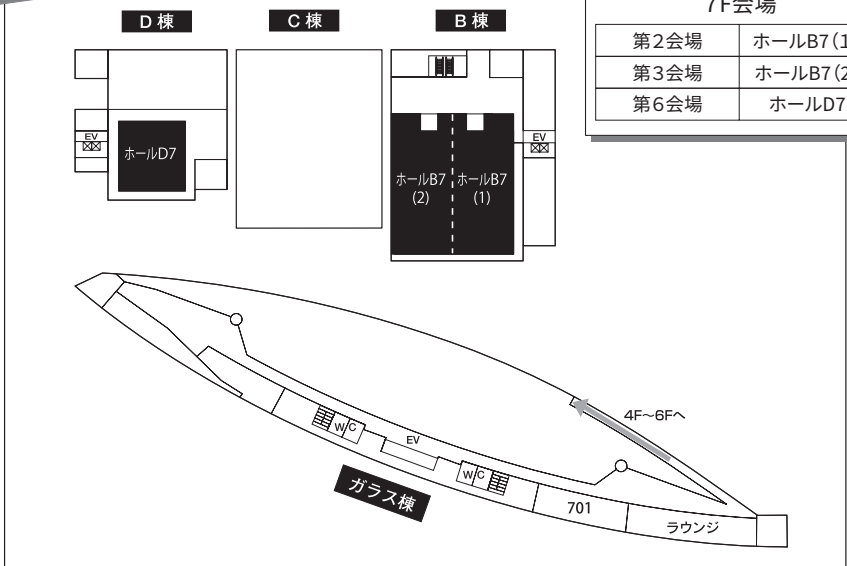 7F会場
第2会場 ホールB7(1
第3会場 ホールB7(2
第6会場 ホールD7
D棟 C棟 B棟
EV
ホールD7
ホールB7
(2)
ホールB7
(1)
EV
4F~6Fへ
W C
EV
W C
ガラス棟
701
ラウンジ